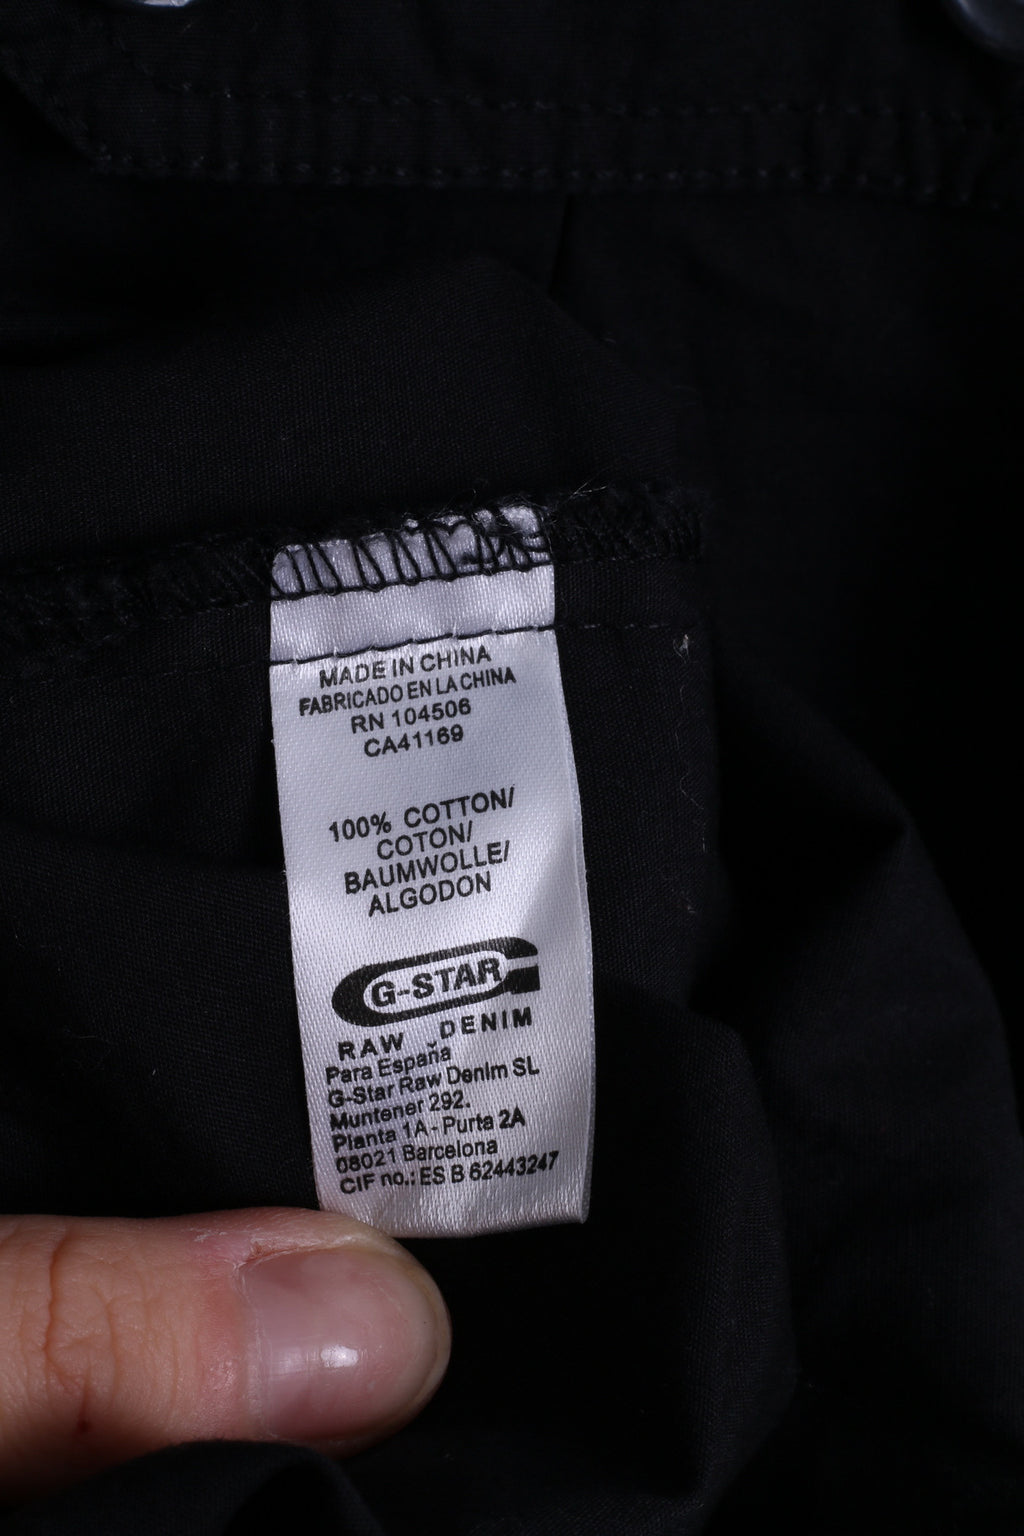 MADE IN CHINA
FABRICADO EN LA CHINA
RN 104506
CA41169
100% COTTON/
COTON/
BAUMWOLLE/
ALGODON
G-STAR
RAW DENIM
Para España
G-Star Raw Denim SL
Muntener 292.
Planta 1A - Purta 2A
08021 Barcelona
CIF no.: ES B 62443247